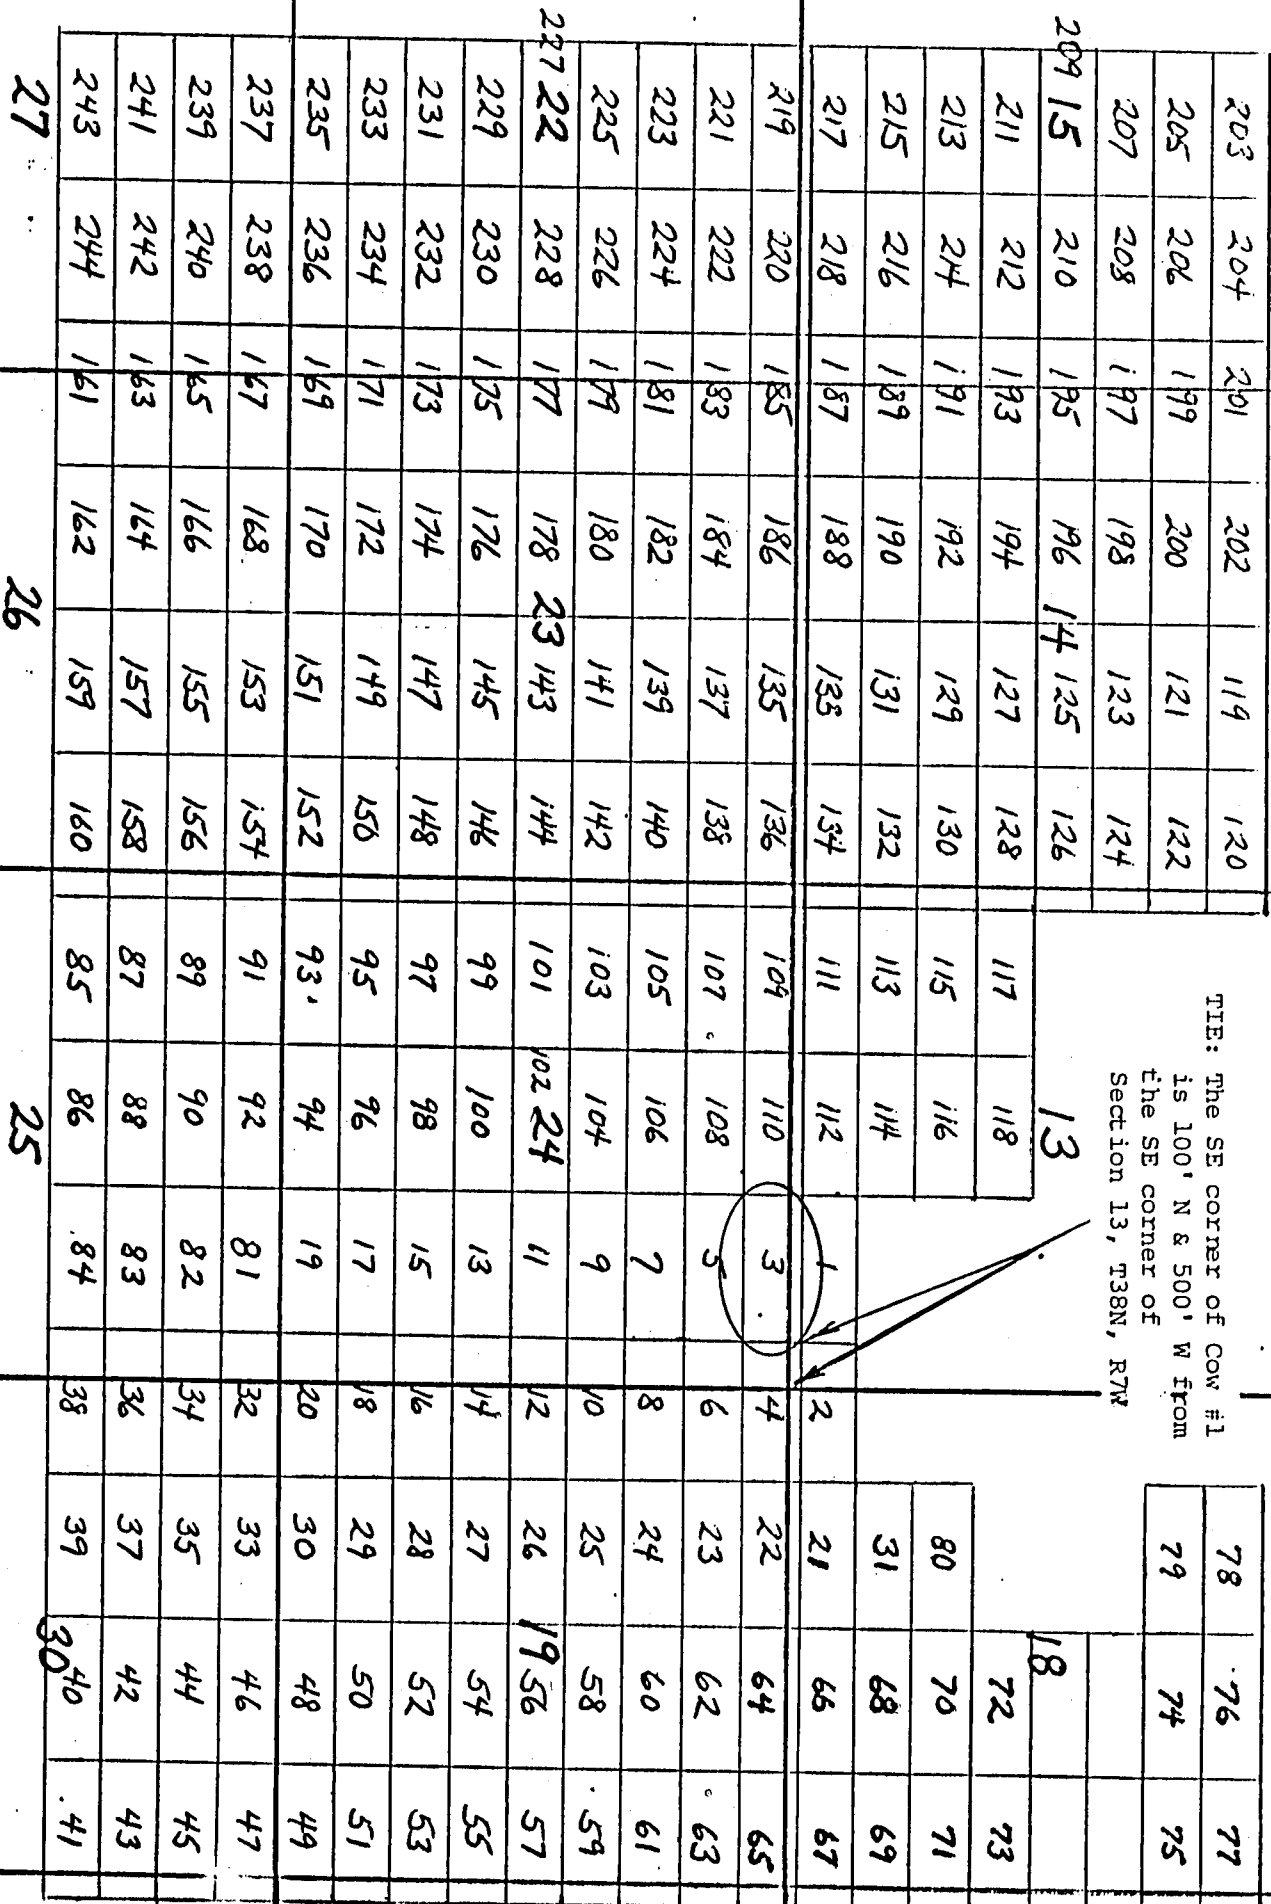 203 204 201 202 119 120 78 76 77
TIE: The SE corner of Cow #1
is 100' N & 500' W from
the SE corner of
Section 13, T38N, R7W
205 206 199 200 121 122 79 74 75
207 208 197 198 123 124
209 15 210 195 196 14 125 126 13 18
211 212 193 194 127 128 117 118 72 73
213 214 191 192 129 130 115 116 80 70 71
215 216 189 190 131 132 113 114 31 68 69
217 218 187 188 133 134 111 112 1 2 21 66 67
219 220 185 186 135 136 109 110 3 4 22 64 65
221 222 183 184 137 138 107 108 5 6 23 62 63
223 224 181 182 139 140 105 106 7 8 24 60 61
225 226 179 180 141 142 103 104 9 10 25 58 59
227 22 228 177 178 23 143 144 101 102 24 11 12 26 19 56 57
229 230 175 176 145 146 99 100 13 14 27 54 55
231 232 173 174 147 148 97 98 15 16 28 52 53
233 234 171 172 149 150 95 96 17 18 29 50 51
235 236 169 170 151 152 93 94 19 20 30 48 49
237 238 167 168 153 154 91 92 81 32 33 46 47
239 240 165 166 155 156 89 90 82 34 35 44 45
241 242 163 164 157 158 87 88 83 36 37 42 43
243 244 161 162 159 160 85 86 84 38 39 40 41
27 26 25 30